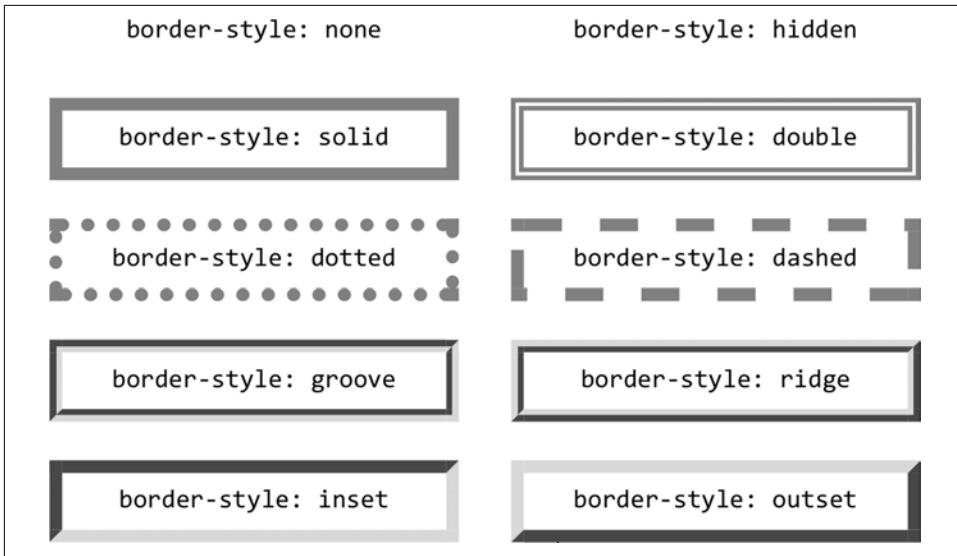 border-style: none
border-style: hidden
border-style: solid
border-style: double
border-style: dotted
border-style: dashed
border-style: groove
border-style: ridge
border-style: inset
border-style: outset